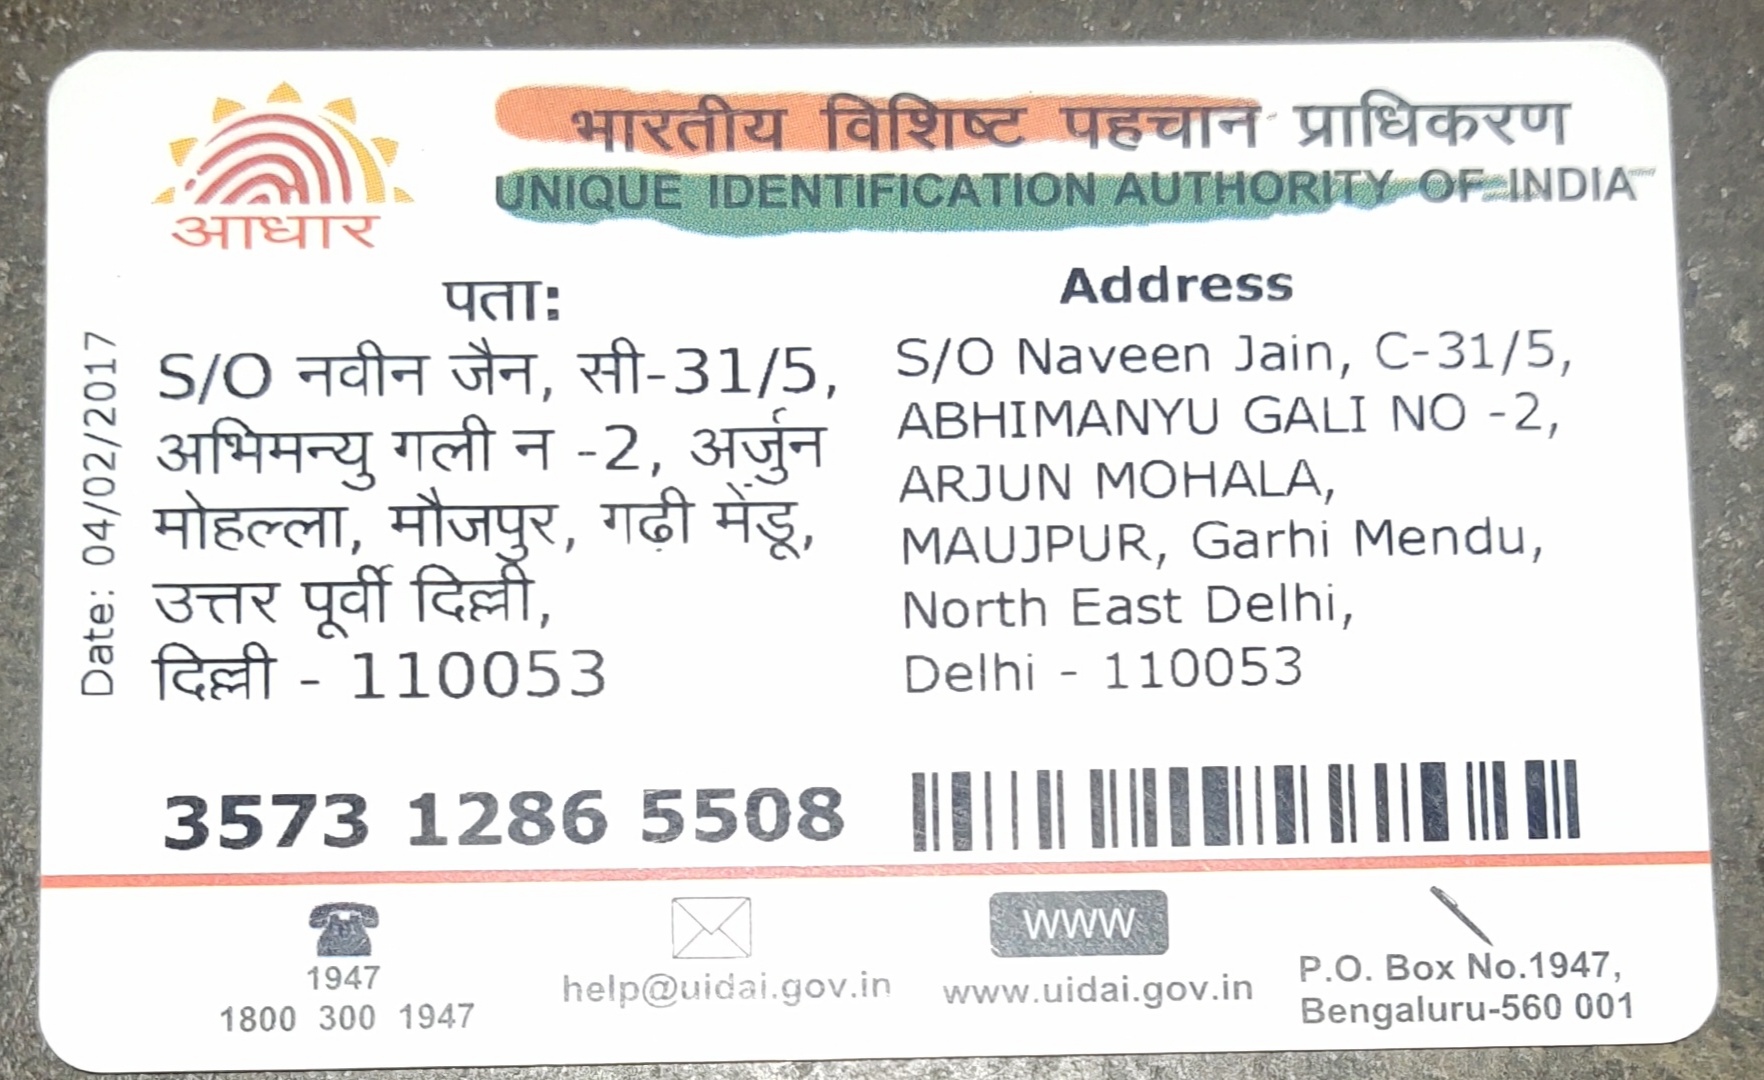 आधार
भारतीय विशिष्ट पहचान प्राधिकरण
UNIQUE IDENTIFICATION AUTHORITY OF INDIA
Date: 04/02/2017
पता:
S/O नवीन जैन, सी-31/5,
अभिमन्यु गली न -2, अर्जुन
मोहल्ला, मौजपुर, गढ़ी मेंडू,
उत्तर पूर्वी दिल्ली,
दिल्ली - 110053
Address
S/O Naveen Jain, C-31/5,
ABHIMANYU GALI NO -2,
ARJUN MOHALA,
MAUJPUR, Garhi Mendu,
North East Delhi,
Delhi - 110053
3573 1286 5508
1947
1800 300 1947
help@uidai.gov.in
WWW
www.uidai.gov.in
P.O. Box No.1947,
Bengaluru-560 001